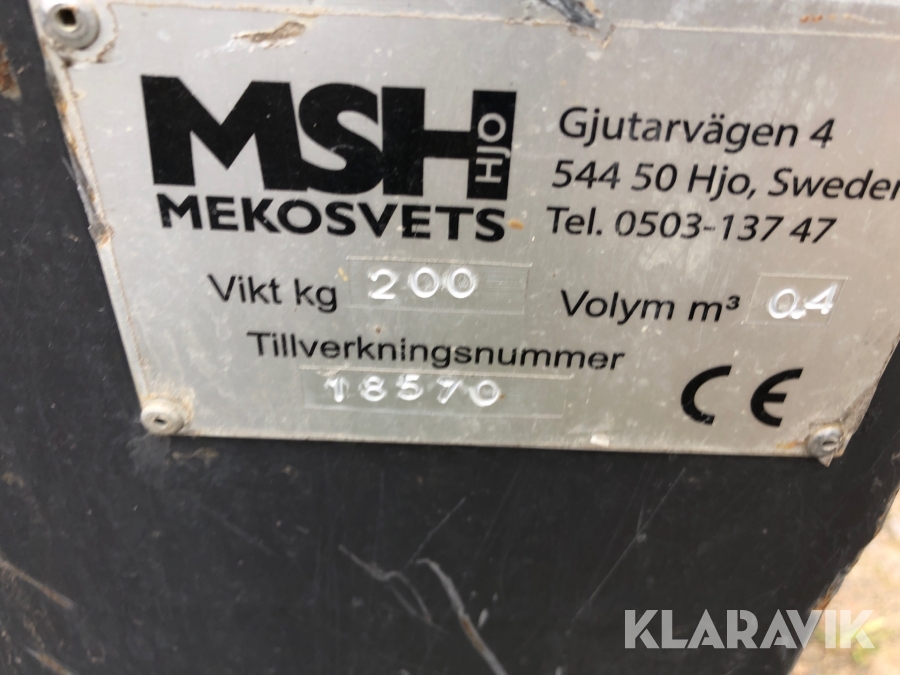 MSH HJO
MEKOSVETS
Gjutarvägen 4
544 50 Hjo, Sweden
Tel. 0503-137 47
Vikt kg 200
Volym m³ 0,4
Tillverkningsnummer
18570
CE
KLARAVIK